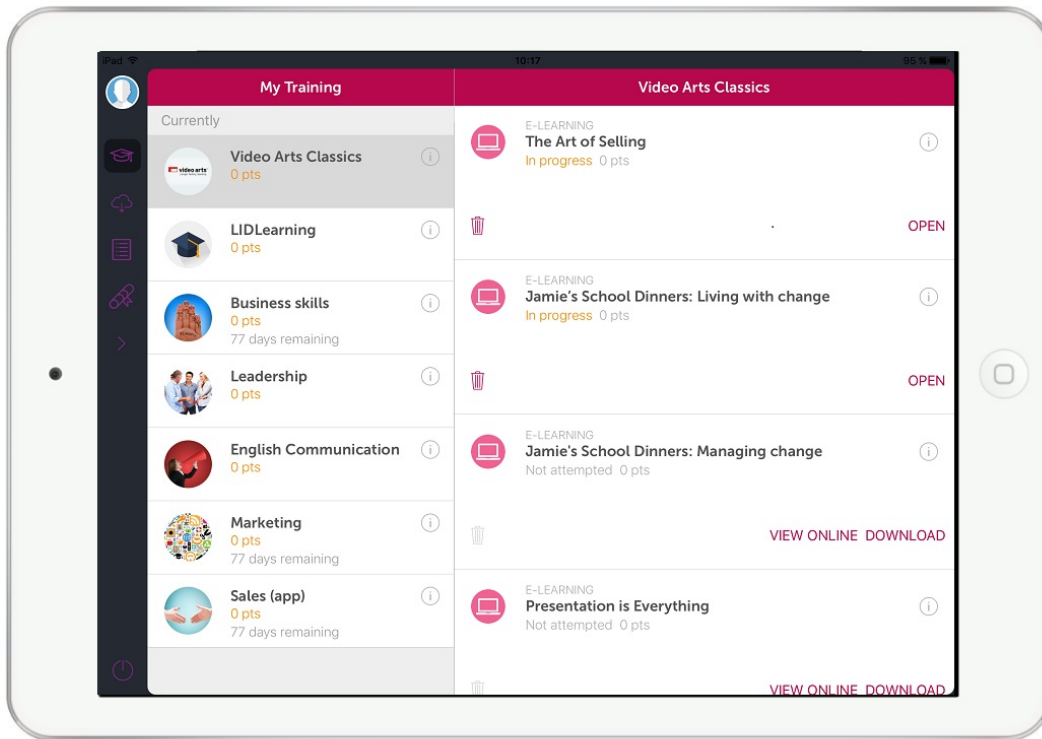 iPad
10:17
95 %
My Training
Video Arts Classics
Currently
Video Arts Classics
0 pts
video arts
LIDLearning
0 pts
Business skills
0 pts
77 days remaining
Leadership
0 pts
English Communication
0 pts
Marketing
0 pts
77 days remaining
Sales (app)
0 pts
77 days remaining
E-LEARNING
The Art of Selling
In progress 0 pts
OPEN
E-LEARNING
Jamie’s School Dinners: Living with change
In progress 0 pts
OPEN
E-LEARNING
Jamie's School Dinners: Managing change
Not attempted 0 pts
VIEW ONLINE DOWNLOAD
E-LEARNING
Presentation is Everything
Not attempted 0 pts
VIEW ONLINE DOWNLOAD